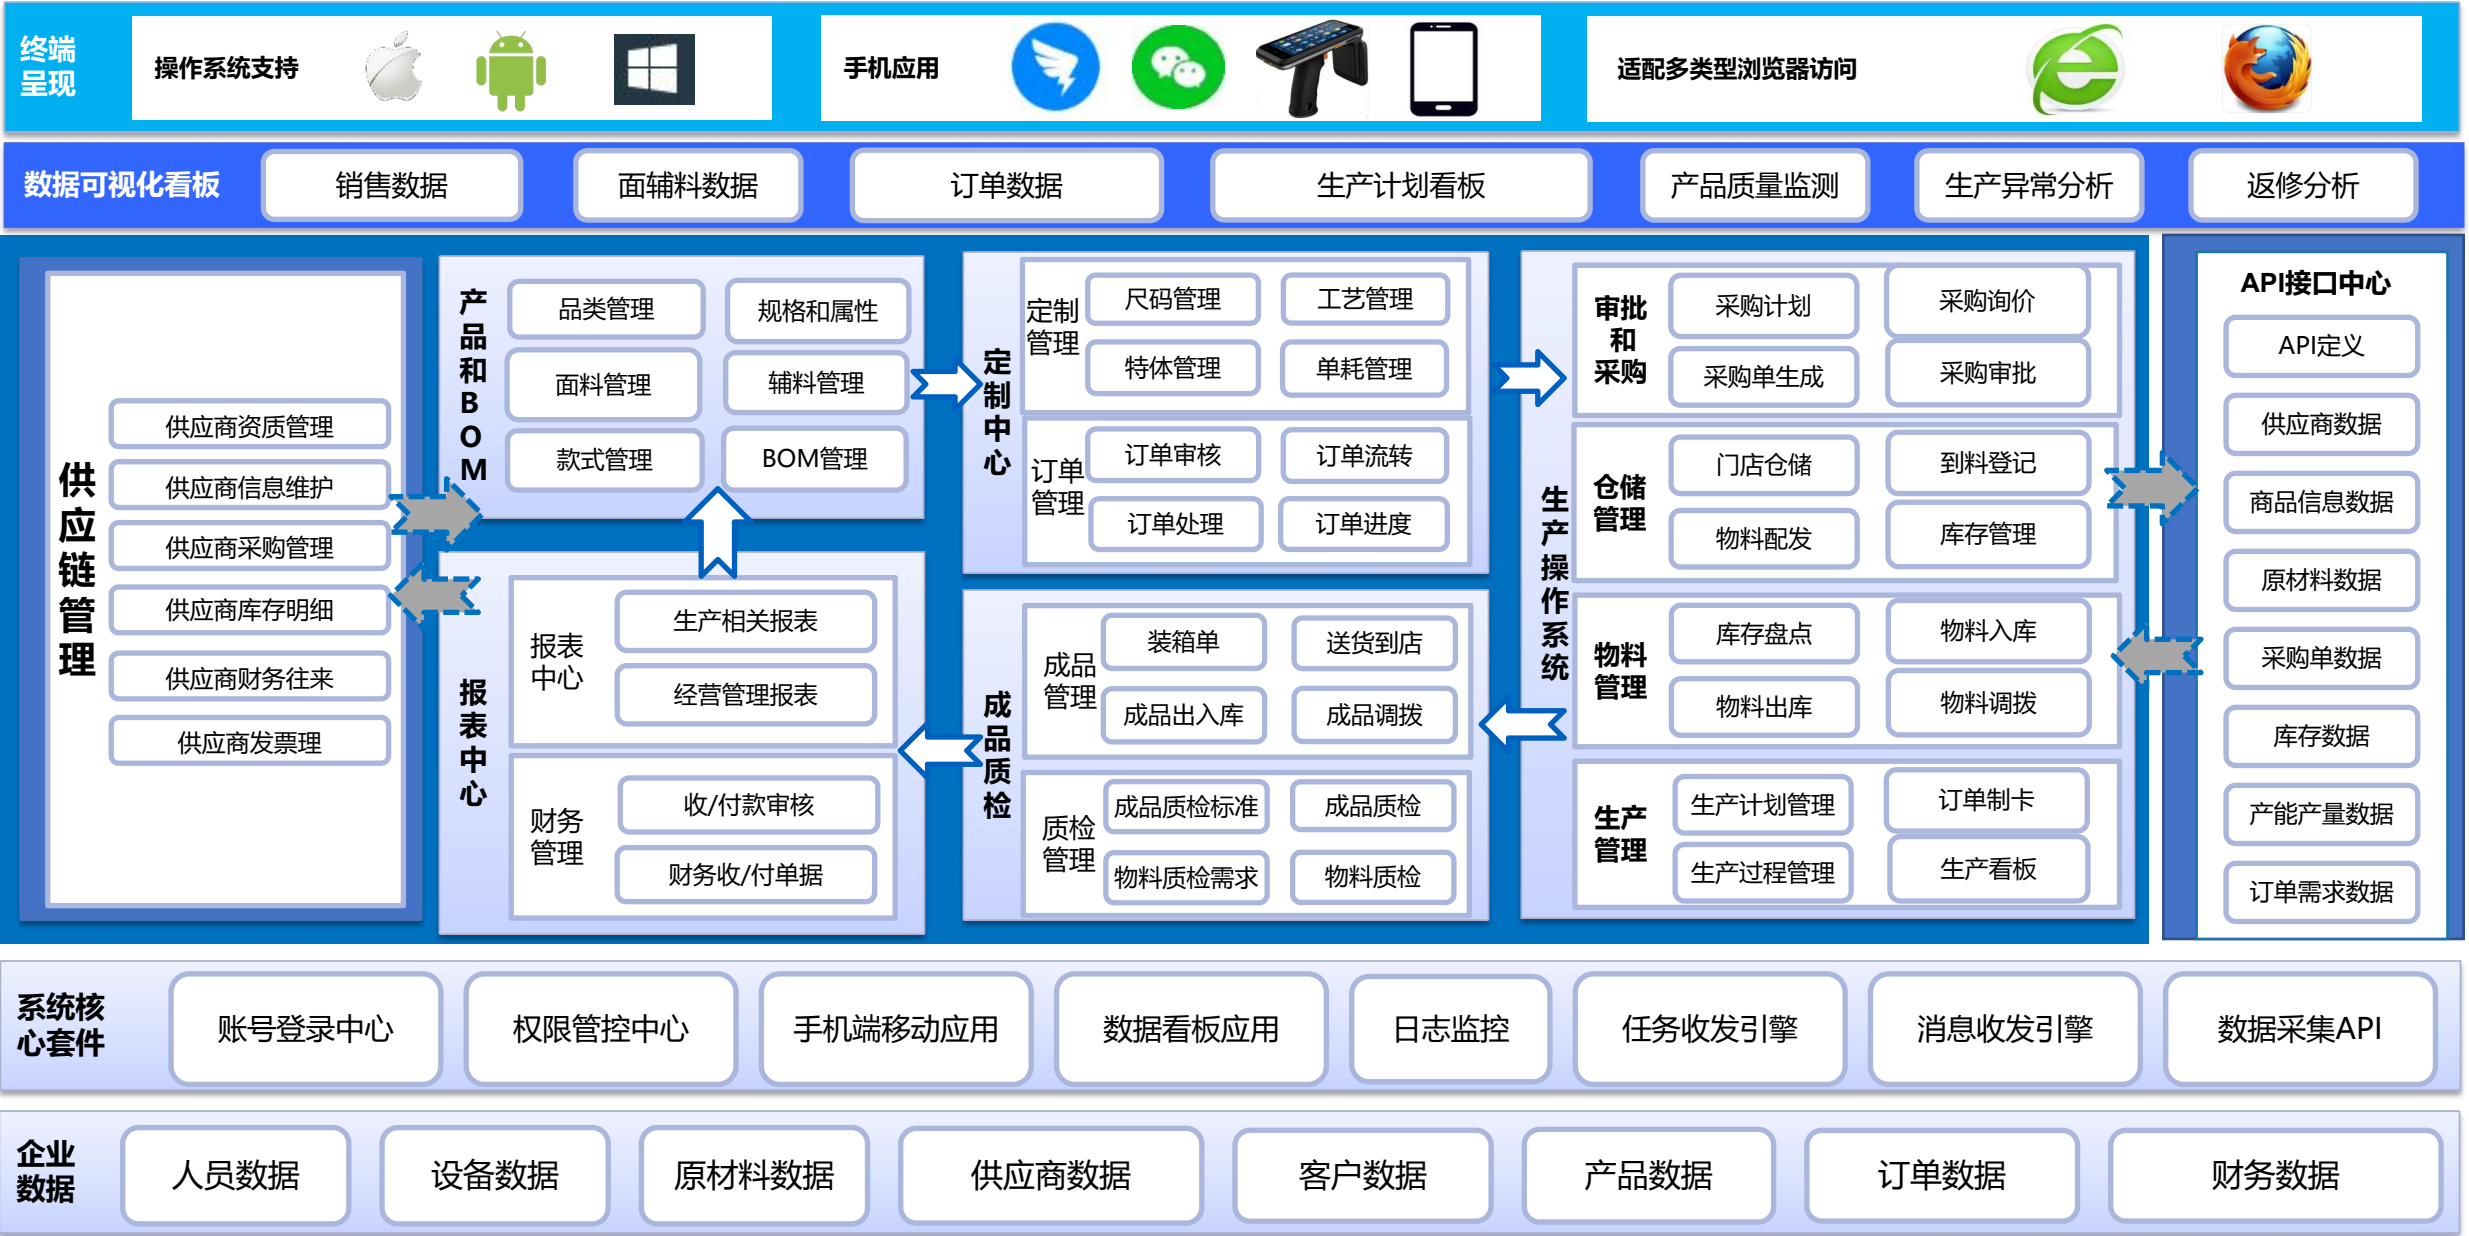 终端
呈现
操作系统支持
手机应用
适配多类型浏览器访问
数据可视化看板
销售数据
面辅料数据
订单数据
生产计划看板
产品质量监测
生产异常分析
返修分析
供应链管理
供应商资质管理
供应商信息维护
供应商采购管理
供应商库存明细
供应商财务往来
供应商发票理
产品和BOM
品类管理
规格和属性
面料管理
辅料管理
款式管理
BOM管理
报表中心
报表
中心
生产相关报表
经营管理报表
财务
管理
收/付款审核
财务收/付单据
定制中心
定制
管理
尺码管理
工艺管理
特体管理
单耗管理
订单
管理
订单审核
订单流转
订单处理
订单进度
成品质检
成品
管理
装箱单
送货到店
成品出入库
成品调拨
质检
管理
成品质检标准
成品质检
物料质检需求
物料质检
生产操作系统
审批
和
采购
采购计划
采购询价
采购单生成
采购审批
仓储
管理
门店仓储
到料登记
物料配发
库存管理
物料
管理
库存盘点
物料入库
物料出库
物料调拨
生产
管理
生产计划管理
订单制卡
生产过程管理
生产看板
API接口中心
API定义
供应商数据
商品信息数据
原材料数据
采购单数据
库存数据
产能产量数据
订单需求数据
系统核
心套件
账号登录中心
权限管控中心
手机端移动应用
数据看板应用
日志监控
任务收发引擎
消息收发引擎
数据采集API
企业
数据
人员数据
设备数据
原材料数据
供应商数据
客户数据
产品数据
订单数据
财务数据